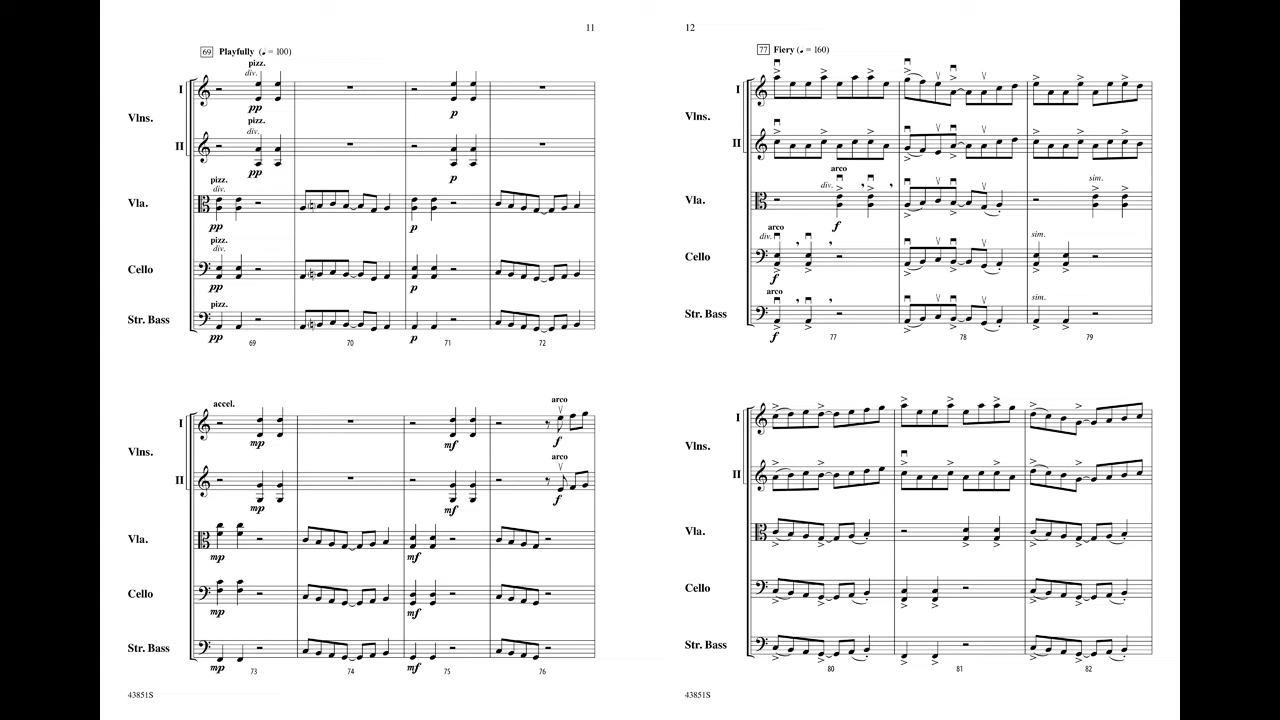 11
69 Playfully (♩ = 100)
pizz.
div.
I
pp
Vlns.
p
pizz.
div.
II
pp
p
pizz.
div.
Vla.
pp
p
pizz.
div.
Cello
pp
p
pizz.
Str. Bass
pp
p
69 70 71 72
accel.
arco
I
mp
mf
f
Vlns.
arco
II
mp
mf
f
Vla.
mp
mf
Cello
mp
mf
Str. Bass
mp
mf
73 74 75 76
43851S
12
77 Fiery (♩ = 160)
I
Vlns.
II
arco
div.
sim.
Vla.
f
arco
div.
sim.
Cello
f
arco
sim.
Str. Bass
f
77 78 79
I
Vlns.
II
Vla.
Cello
Str. Bass
80 81 82
43851S